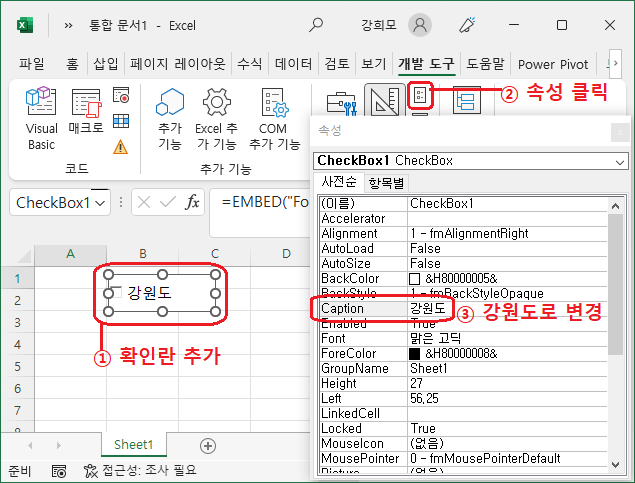 통합 문서1 - Excel
강희모
파일 홈 삽입 페이지 레이아웃 수식 데이터 검토 보기 개발 도구 도움말 Power Pivot
② 속성 클릭
Visual Basic
매크로
추가 기능
Excel 추가 기능
COM 추가 기능
코드
추가 기능
속성
CheckBox1 CheckBox
사전순 항목별
CheckBox1
fx
=EMBED("Fo
(이름) CheckBox1
Accelerator
Alignment 1 - fmAlignmentRight
AutoLoad False
AutoSize False
BackColor &H80000005&
BackStyle 1 - fmBackStyleOpaque
Caption 강원도
③ 강원도로 변경
Enabled True
Font 맑은 고딕
ForeColor &H80000008&
GroupName Sheet1
Height 27
Left 56,25
LinkedCell
Locked True
MouseIcon (없음)
MousePointer 0 - fmMousePointerDefault
Picture (없음)
A B C D
1
강원도
2
3
4
① 확인란 추가
5
6
7
8
Sheet1
준비
접근성: 조사 필요